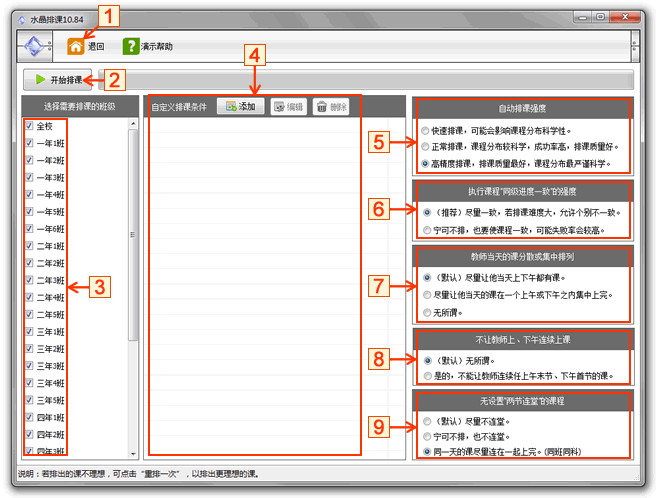 水晶排课10.84
1
退回
演示帮助
2
开始排课
4
选择需要排课的班级
全校
一年1班
一年2班
一年3班
一年4班
一年5班
一年6班
二年1班
二年2班
二年3班
二年4班
二年5班
三年1班
三年2班
三年3班
三年4班
三年5班
四年1班
四年2班
四年3班
3
自定义排课条件 添加 编辑 删除
自动排课强度
快速排课，可能会影响课程分布科学性。
正常排课，课程分布较科学，成功率高，排课质量好。
高精度排课，排课质量最好，课程分布最严谨科学。
5
执行课程"同级进度一致"的强度
（推荐）尽量一致，若排课难度大，允许个别不一致。
宁可不排，也要使课程一致，可能失败率会较高。
6
教师当天的课分散或集中排列
（默认）尽量让他当天上下午都有课。
尽量让他当天的课在一个上午或下午之内集中上完。
无所谓。
7
不让教师上、下午连续上课
（默认）无所谓。
是的，不能让教师连续任上午末节、下午首节的课。
8
无设置"两节连堂"的课程
（默认）尽量不连堂。
宁可不排，也不连堂。
同一天的课尽量连在一起上完。(同班同科)
9
说明：若排出的课不理想，可点击“重排一次”，以排出更理想的课。